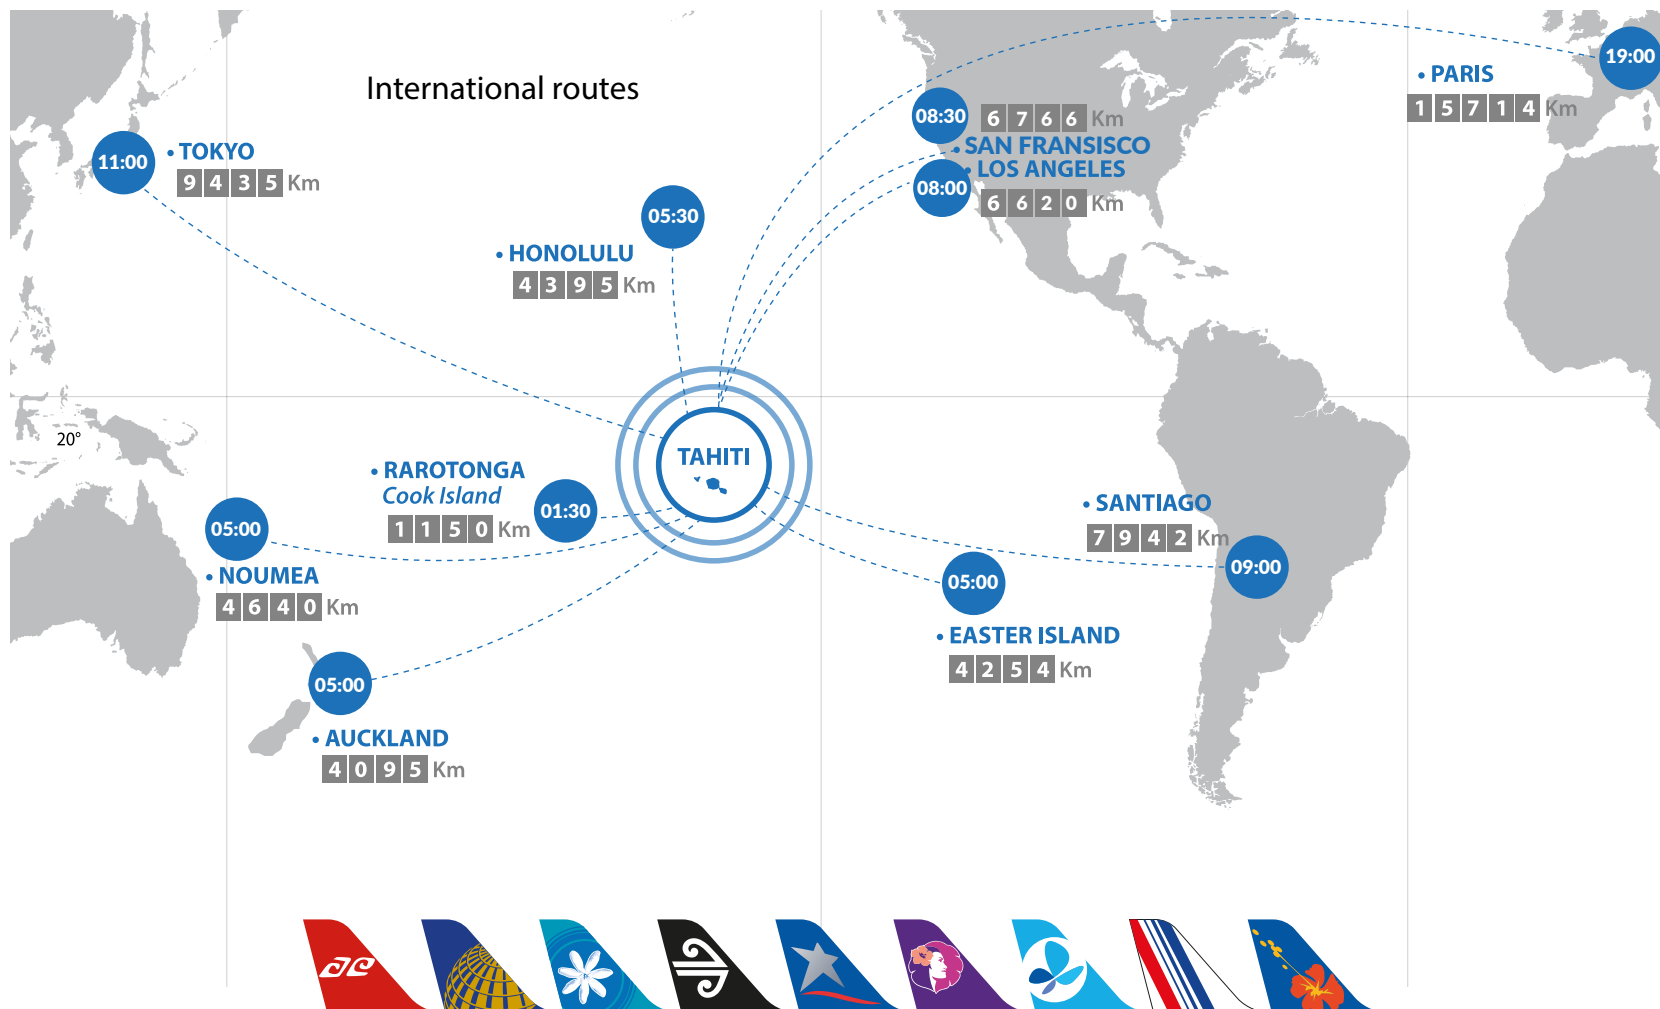 International routes
19:00
• PARIS
15714 Km
08:30
6766 Km
• SAN FRANSISCO
• LOS ANGELES
08:00
6620 Km
11:00
• TOKYO
9435 Km
05:30
• HONOLULU
4395 Km
20°
TAHITI
• RAROTONGA
Cook Island
1150 Km
01:30
05:00
• NOUMEA
4640 Km
• SANTIAGO
7942 Km
09:00
05:00
• EASTER ISLAND
4254 Km
05:00
• AUCKLAND
4095 Km